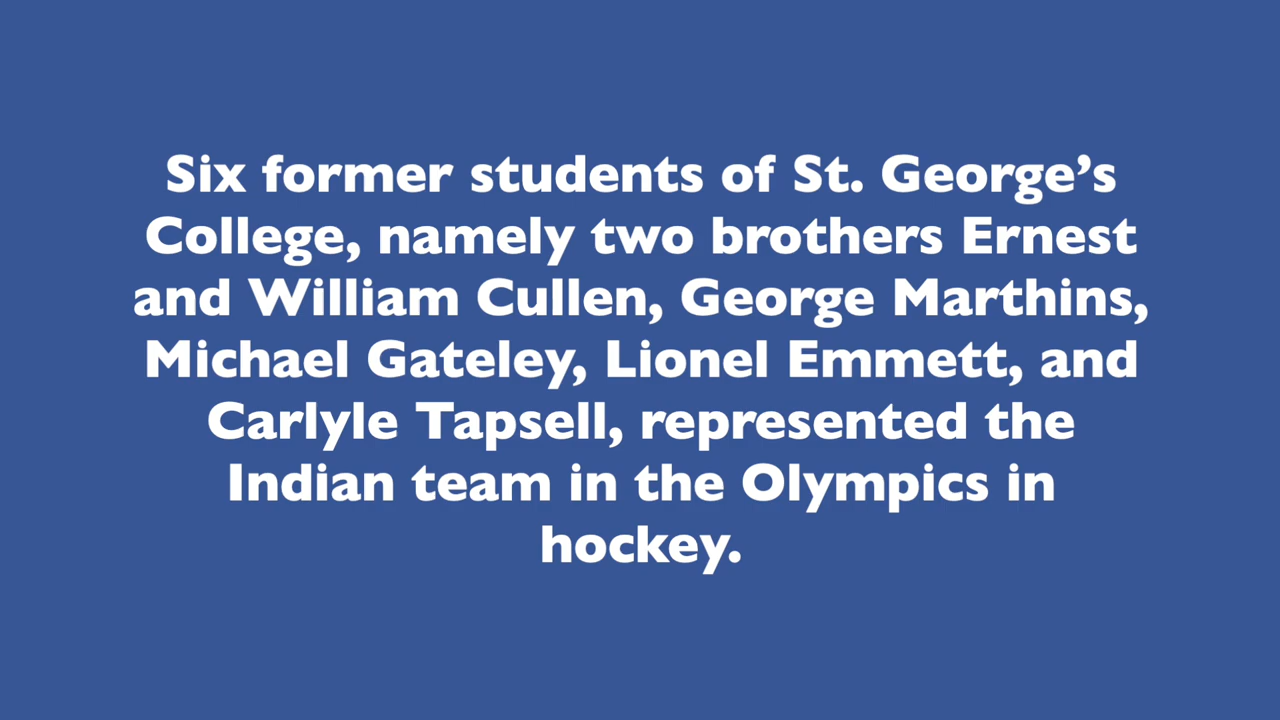 Six former students of St. George’s
College, namely two brothers Ernest
and William Cullen, George Marthins,
Michael Gateley, Lionel Emmett, and
Carlyle Tapsell, represented the
Indian team in the Olympics in
hockey.